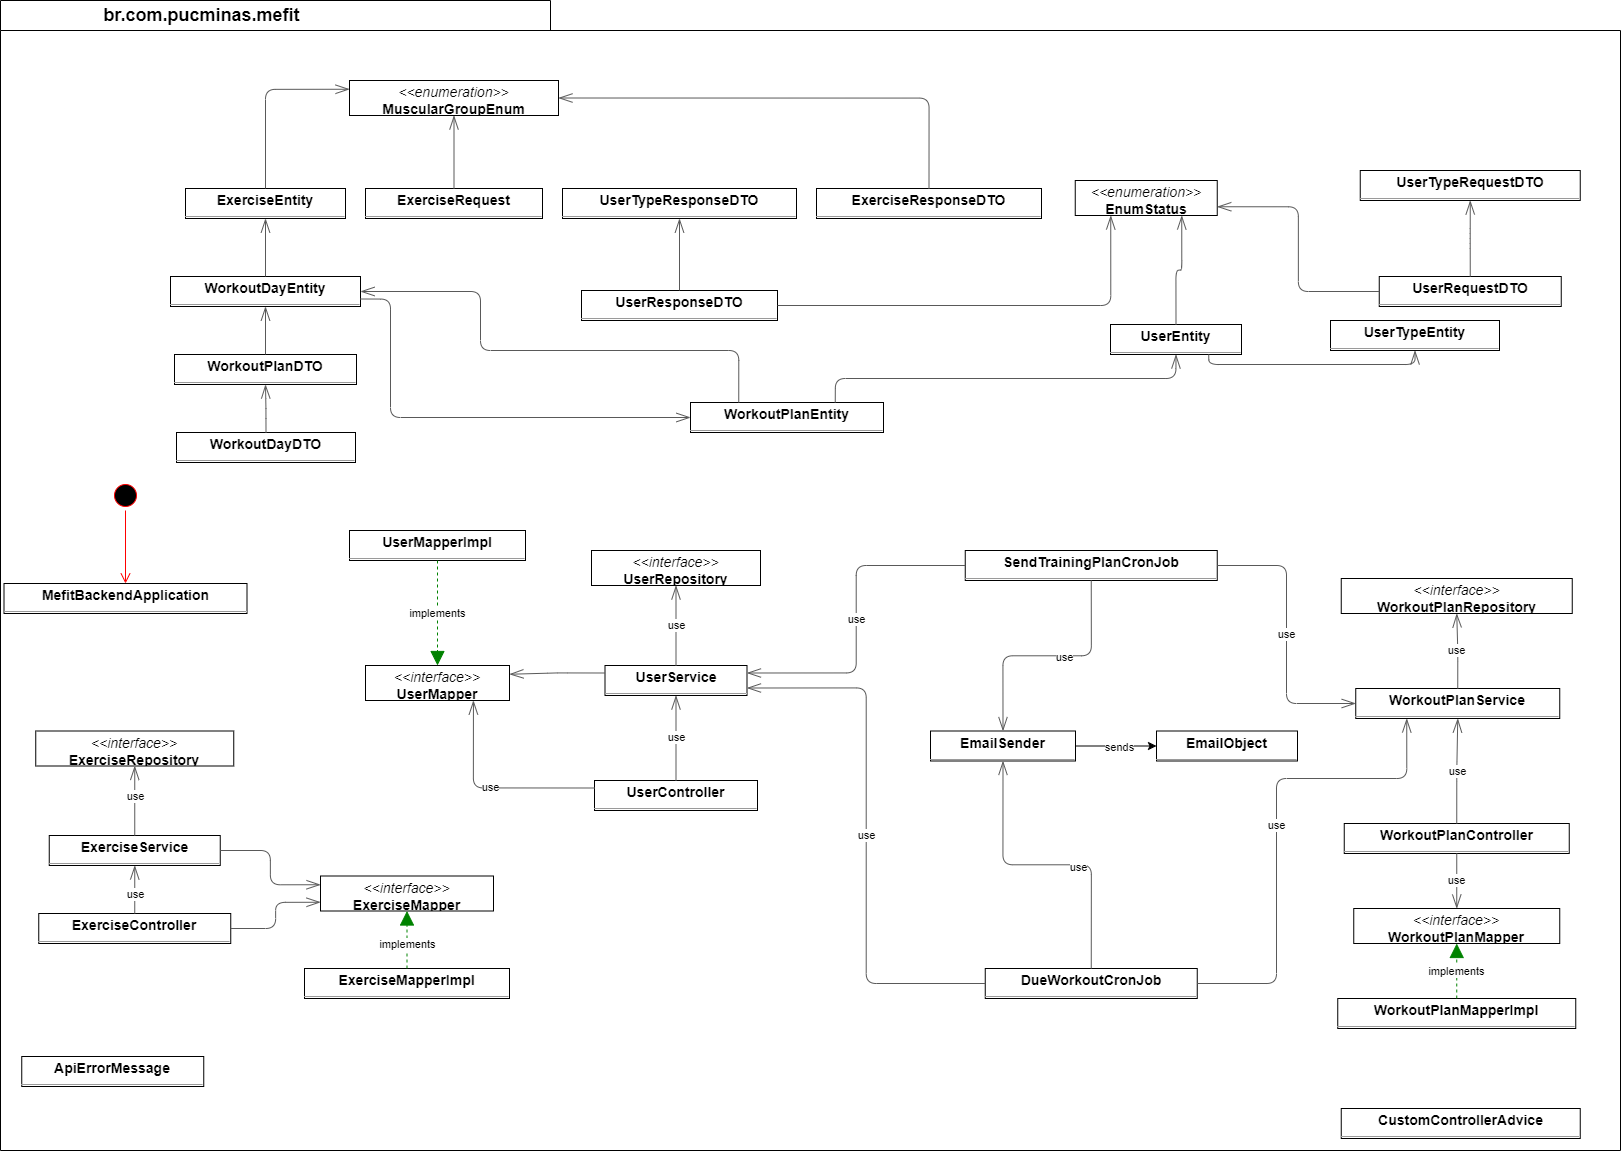 br.com.pucminas.mefit
<<enumeration>>
MuscularGroupEnum
UserTypeRequestDTO
<<enumeration>>
EnumStatus
ExerciseEntity
ExerciseRequest
UserTypeResponseDTO
ExerciseResponseDTO
WorkoutDayEntity
UserResponseDTO
UserRequestDTO
UserEntity
UserTypeEntity
WorkoutPlanDTO
WorkoutPlanEntity
WorkoutDayDTO
UserMapperImpl
<<interface>>
UserRepository
SendTrainingPlanCronJob
MefitBackendApplication
<<interface>>
WorkoutPlanRepository
implements
use
use
use
use
use
<<interface>>
UserMapper
UserService
WorkoutPlanService
<<interface>>
ExerciseRepository
use
EmailSender
sends
EmailObject
use
use
UserController
use
use
use
use
ExerciseService
WorkoutPlanController
use
use
use
<<interface>>
ExerciseMapper
ExerciseController
<<interface>>
WorkoutPlanMapper
implements
implements
ExerciseMapperImpl
DueWorkoutCronJob
WorkoutPlanMapperImpl
ApiErrorMessage
CustomControllerAdvice